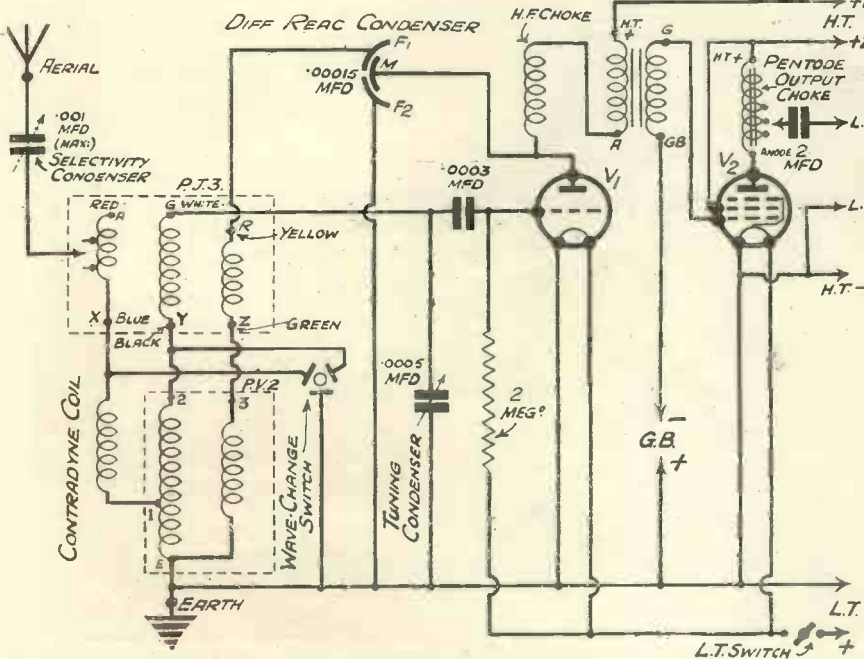 DIFF REAC CONDENSER
F1
M
F2
.00015
MFD
H.F. CHOKE
H.T.
+
G
A
GB
H.T.
HT+
PENTODE
OUTPUT
CHOKE
L.
ANODE 2
MFD
V1
V2
L.
H.T.-
AERIAL
.001
MFD
(MAX:)
SELECTIVITY
CONDENSER
P.J.3.
RED
A
G WHITE
R
YELLOW
X BLUE
Y
BLACK
Z
GREEN
.0003
MFD
.0005
MFD
TUNING
CONDENSER
2
MEGO
G.B.
-
+
P.V.2
2
3
1
E
CONTRADYNE COIL
WAVE-CHANGE
SWITCH
EARTH
L.T.
L.T. SWITCH
+